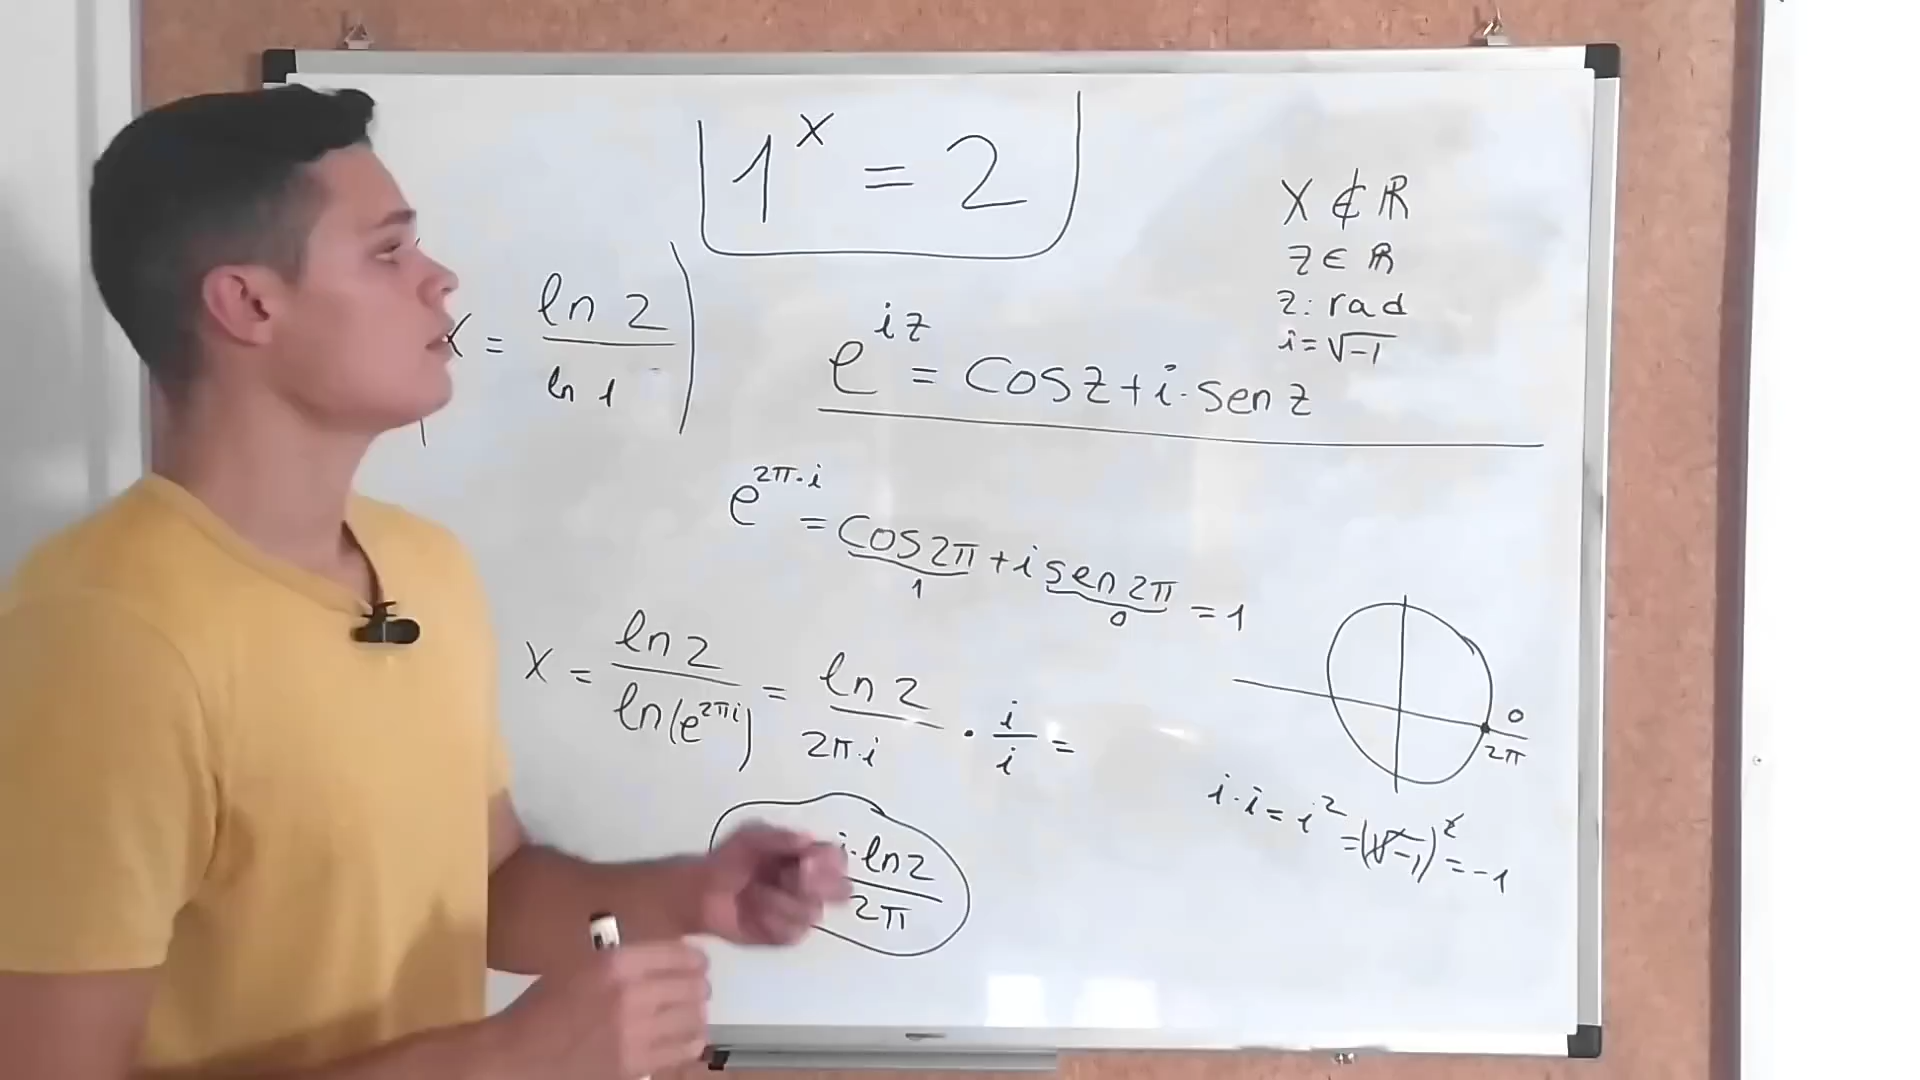 1^x = 2
x ∉ ℝ
z ∈ ℝ
z: rad
i = √-1
x = ln 2 / ln 1
e^iz = cos z + i · sen z
e^2π·i = cos 2π + i sen 2π = 1
1
0
x = ln 2 / ln(e^2πi) = ln 2 / 2π·i · i/i =
0
2π
i · i = i^2 = (√-1)^2 = -1
i·ln 2 / 2π